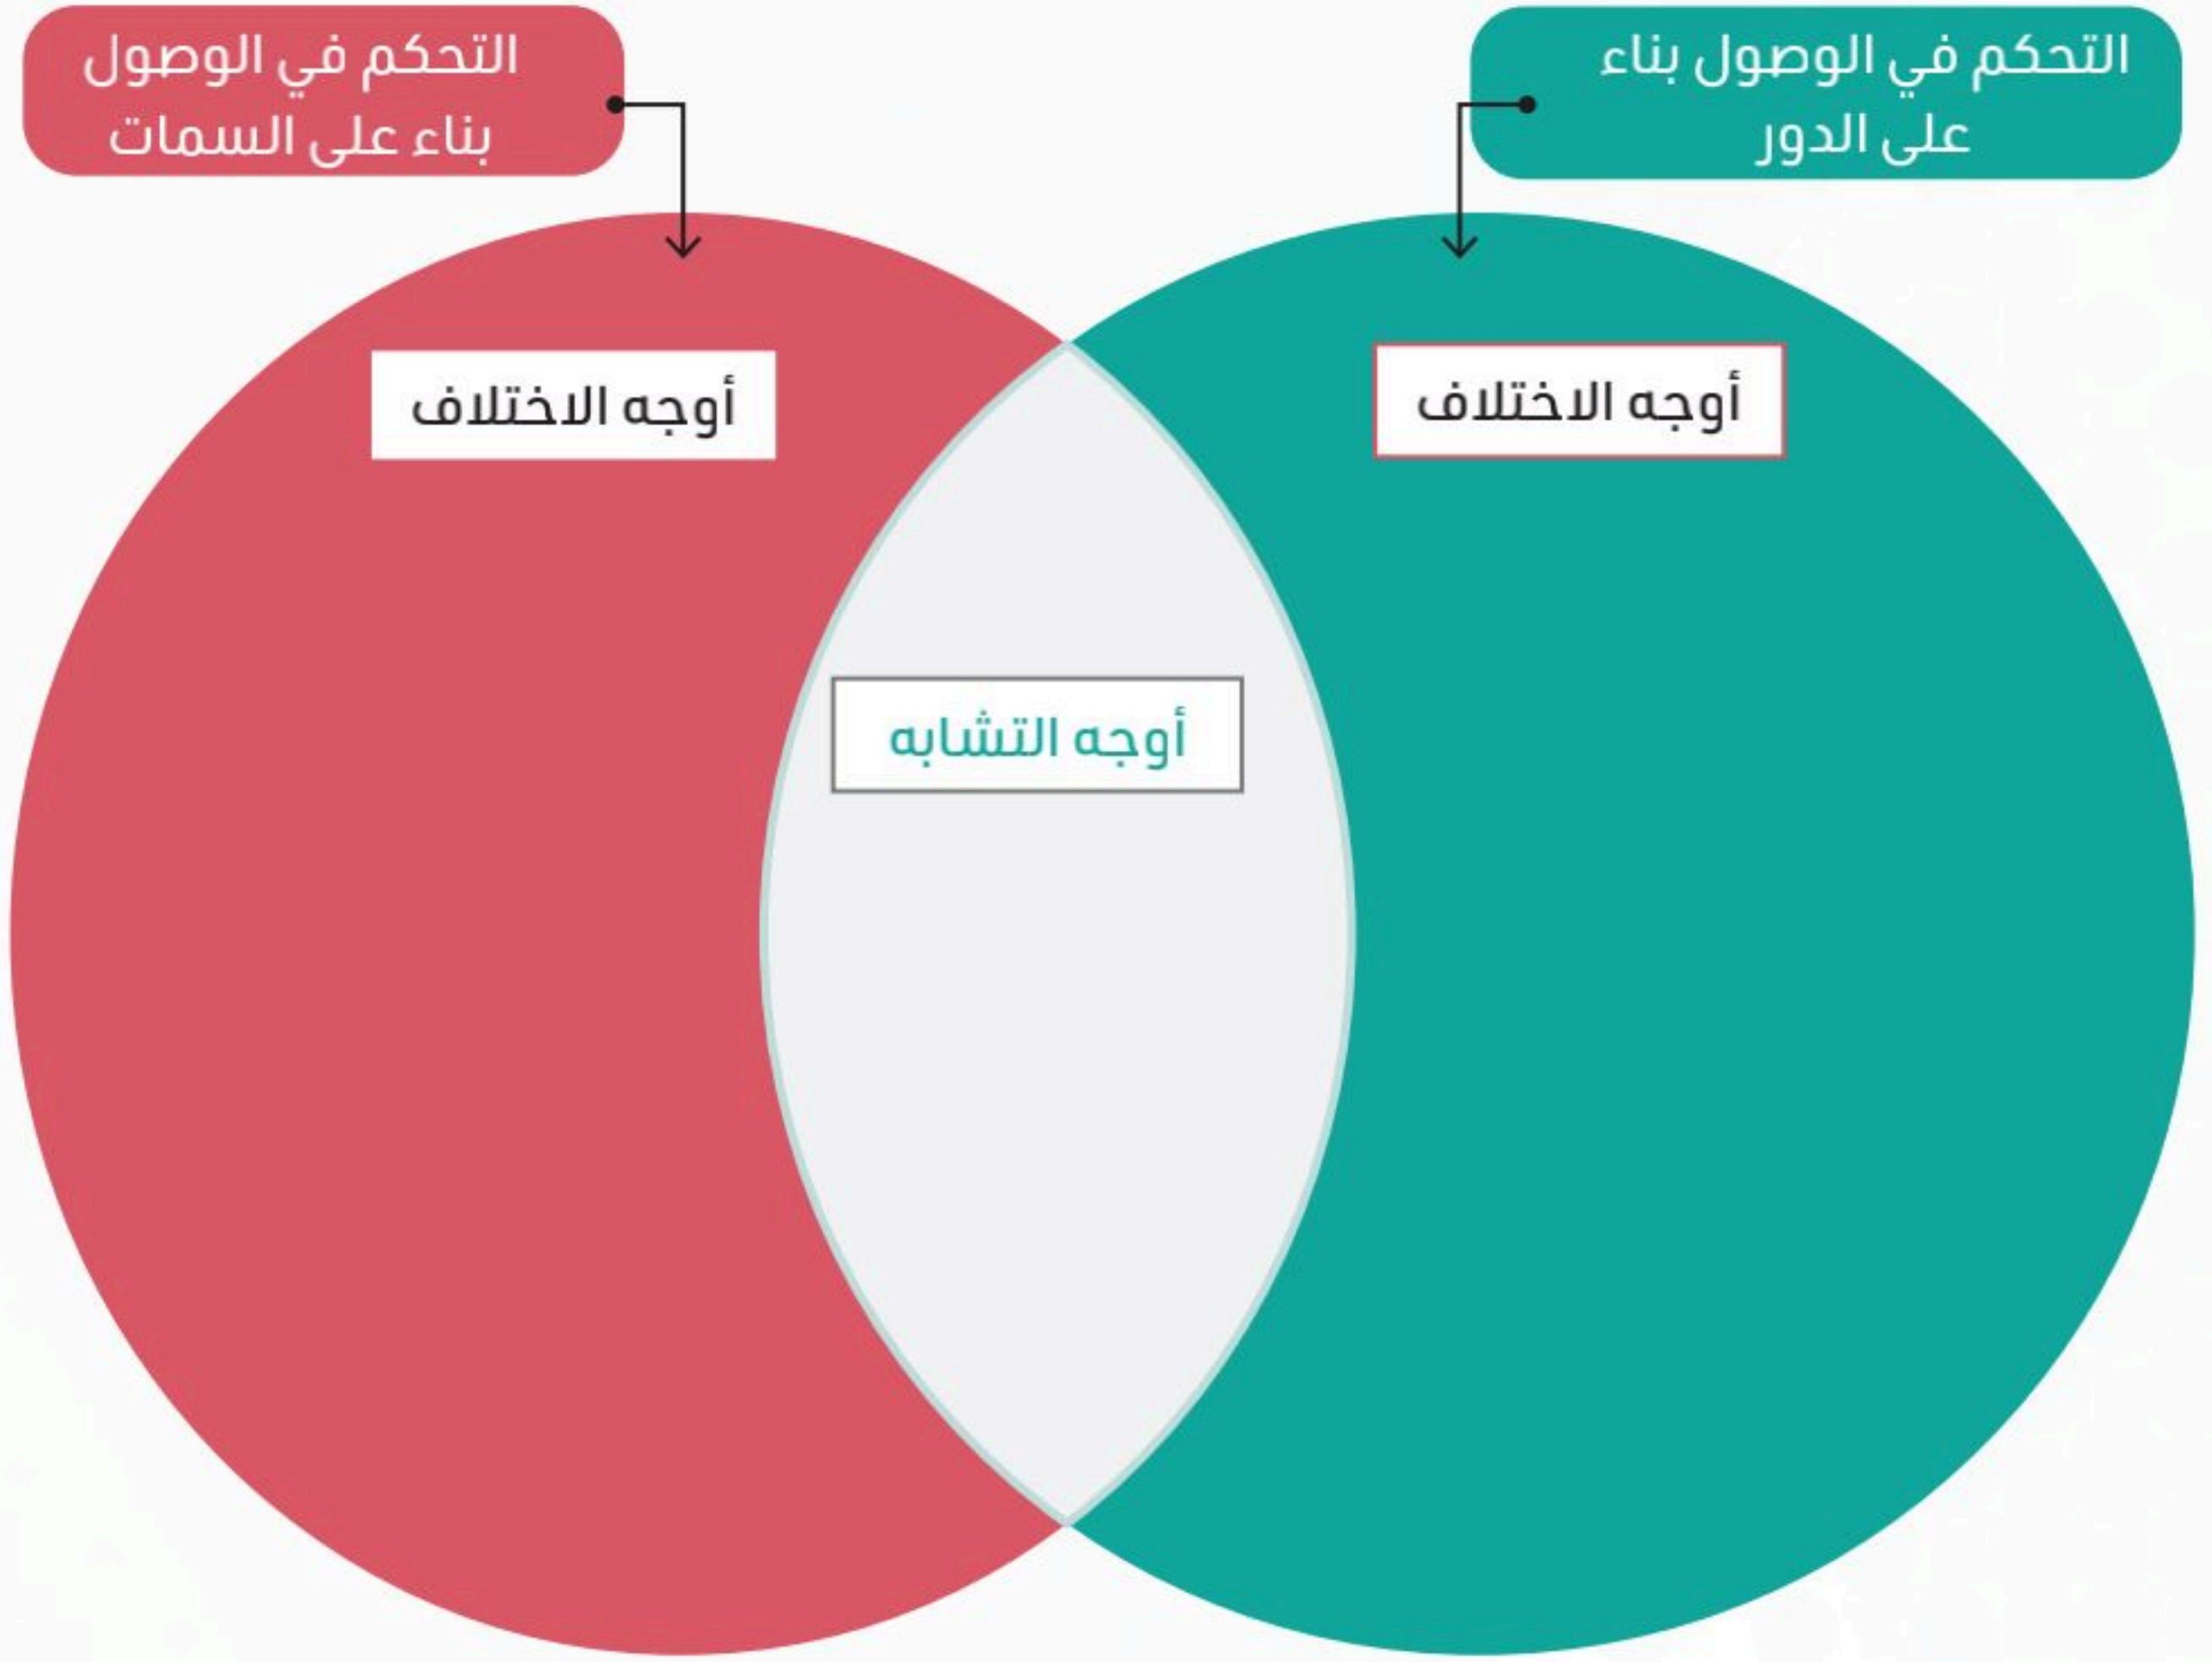 التحكم في الوصول بناء
على الدور
التحكم في الوصول
بناء على السمات
أوجه الاختلاف
أوجه الاختلاف
أوجه التشابه